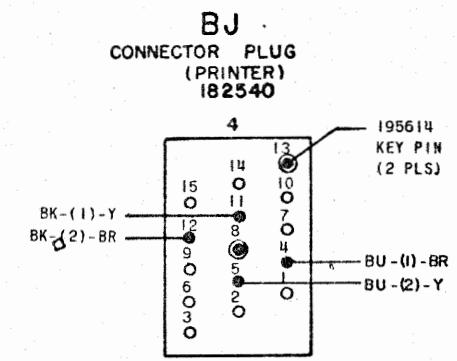 BJ
CONNECTOR PLUG
(PRINTER)
182540
4
195614
KEY PIN
(2 PLS)
13
14
10
15
11
7
12
8
4
9
5
1
6
2
3
BK-(1)-Y
BK-(2)-BR
BU-(1)-BR
BU-(2)-Y